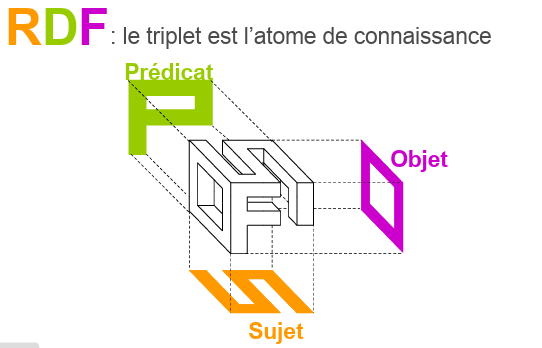 RDF : le triplet est l’atome de connaissance
Prédicat
P
Objet
O
S
Sujet